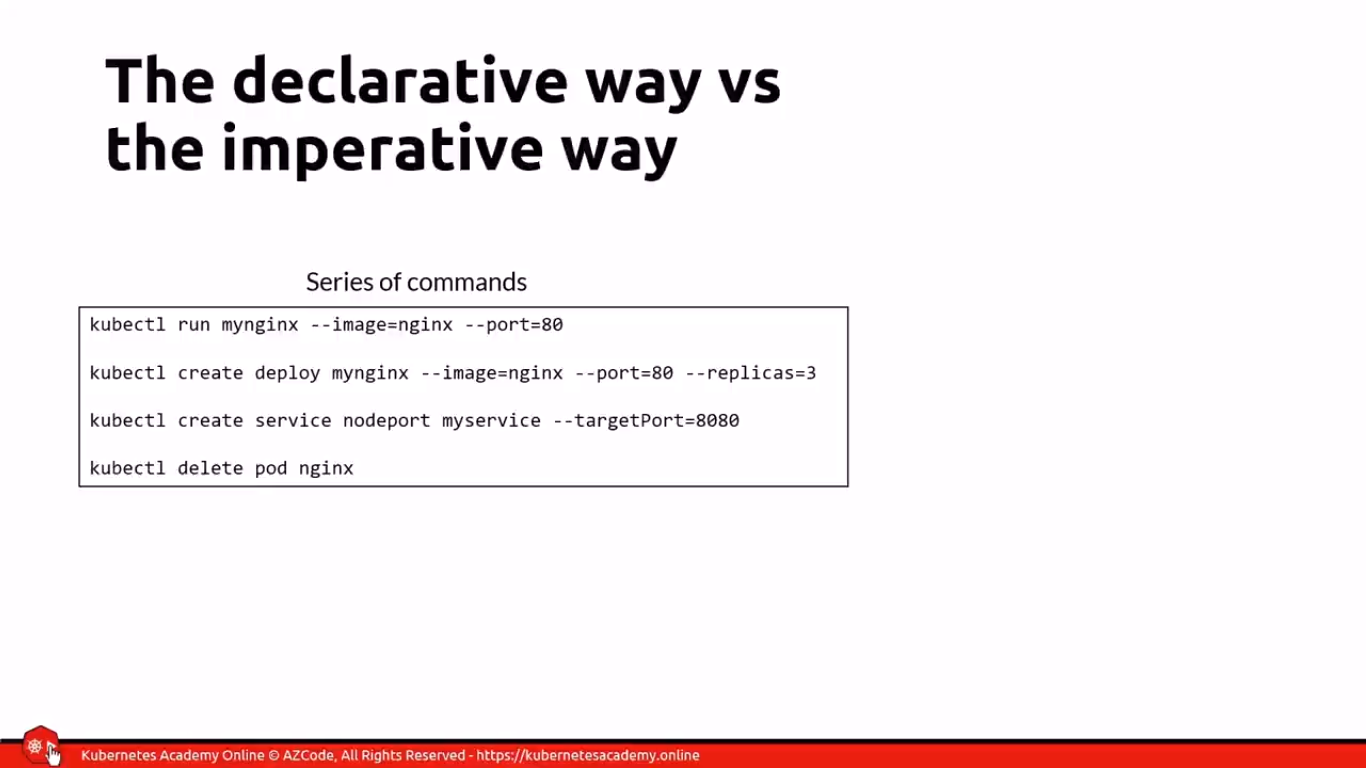 The declarative way vs
the imperative way
Series of commands
kubectl run mynginx --image=nginx --port=80
kubectl create deploy mynginx --image=nginx --port=80 --replicas=3
kubectl create service nodeport myservice --targetPort=8080
kubectl delete pod nginx
Kubernetes Academy Online © AZCode, All Rights Reserved - https://kubernetesacademy.online